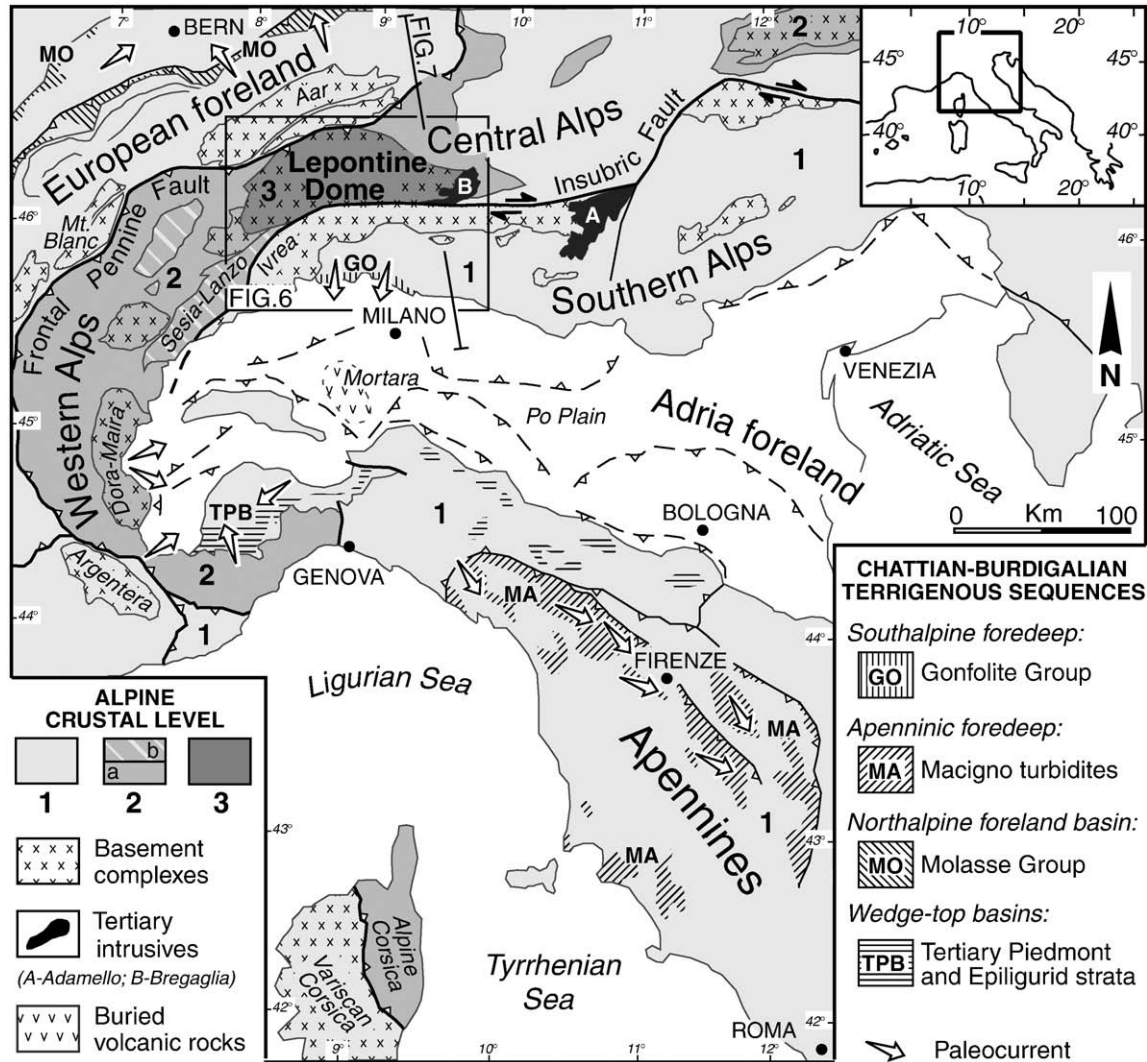 7°
8°
9°
10°
11°
12°
BERN
MO
MO
European foreland
Aar
FIG.7
Central Alps
2
10°
20°
45°
40°
10°
20°
Lepontine
Dome
3
B
Insubric
Fault
1
A
46°
46°
Mt.
Blanc
Frontal
Pennine
Fault
2
Sesia-Lanzo
Ivrea
GO
1
FIG.6
MILANO
Southern Alps
Western Alps
Mortara
Po Plain
Adria foreland
VENEZIA
Adriatic Sea
N
45°
45°
Dora-Maira
TPB
1
BOLOGNA
0 Km 100
Argentera
2
GENOVA
44°
44°
1
MA
MA
FIRENZE
MA
Ligurian Sea
Apennines
1
MA
43°
43°
Alpine
Corsica
Variscan
Corsica
Tyrrhenian
Sea
42°
42°
ROMA
9°
10°
11°
12°
ALPINE
CRUSTAL LEVEL
b
a
1
2
3
Basement
complexes
Tertiary
intrusives
(A-Adamello; B-Bregaglia)
Buried
volcanic rocks
CHATTIAN-BURDIGALIAN
TERRIGENOUS SEQUENCES
Southalpine foredeep:
GO Gonfolite Group
Apenninic foredeep:
MA Macigno turbidites
Northalpine foreland basin:
MO Molasse Group
Wedge-top basins:
TPB Tertiary Piedmont
and Epiligurid strata
Paleocurrent